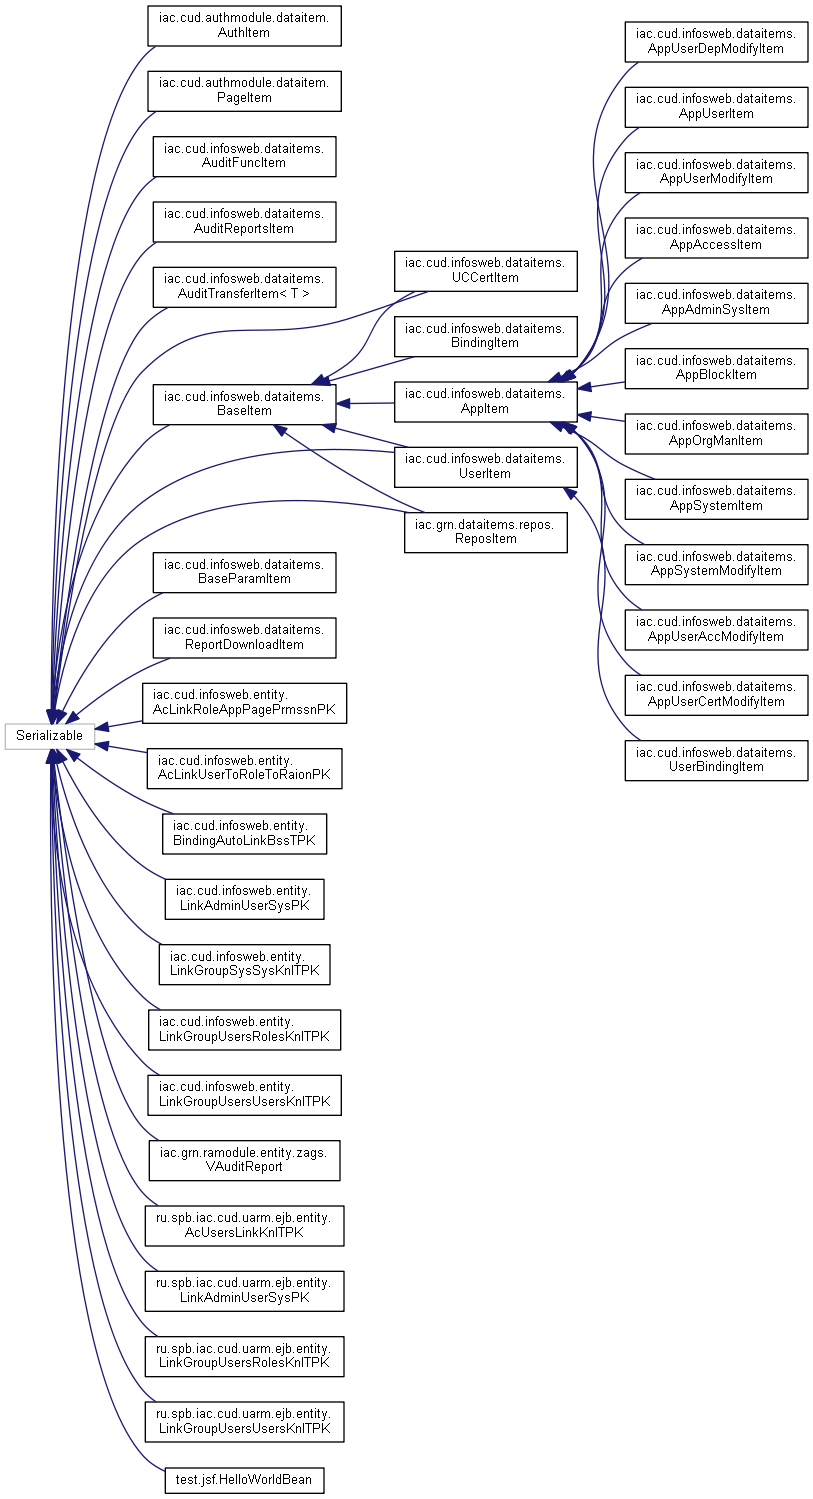 iac.cud.authmodule.dataitem.
AuthItem
iac.cud.authmodule.dataitem.
PageItem
iac.cud.infosweb.dataitems.
AuditFuncItem
iac.cud.infosweb.dataitems.
AuditReportsItem
iac.cud.infosweb.dataitems.
AuditTransferItem< T >
iac.cud.infosweb.dataitems.
BaseItem
iac.cud.infosweb.dataitems.
BaseParamItem
iac.cud.infosweb.dataitems.
ReportDownloadItem
iac.cud.infosweb.entity.
AcLinkRoleAppPagePrmssnPK
Serializable
iac.cud.infosweb.entity.
AcLinkUserToRoleToRaionPK
iac.cud.infosweb.entity.
BindingAutoLinkBssTPK
iac.cud.infosweb.entity.
LinkAdminUserSysPK
iac.cud.infosweb.entity.
LinkGroupSysSysKnlTPK
iac.cud.infosweb.entity.
LinkGroupUsersRolesKnlTPK
iac.cud.infosweb.entity.
LinkGroupUsersUsersKnlTPK
iac.grn.ramodule.entity.zags.
VAuditReport
ru.spb.iac.cud.uarm.ejb.entity.
AcUsersLinkKnlTPK
ru.spb.iac.cud.uarm.ejb.entity.
LinkAdminUserSysPK
ru.spb.iac.cud.uarm.ejb.entity.
LinkGroupUsersRolesKnlTPK
ru.spb.iac.cud.uarm.ejb.entity.
LinkGroupUsersUsersKnlTPK
test.jsf.HelloWorldBean
iac.cud.infosweb.dataitems.
UCCertItem
iac.cud.infosweb.dataitems.
BindingItem
iac.cud.infosweb.dataitems.
AppItem
iac.cud.infosweb.dataitems.
UserItem
iac.grn.dataitems.repos.
ReposItem
iac.cud.infosweb.dataitems.
AppUserDepModifyItem
iac.cud.infosweb.dataitems.
AppUserItem
iac.cud.infosweb.dataitems.
AppUserModifyItem
iac.cud.infosweb.dataitems.
AppAccessItem
iac.cud.infosweb.dataitems.
AppAdminSysItem
iac.cud.infosweb.dataitems.
AppBlockItem
iac.cud.infosweb.dataitems.
AppOrgManItem
iac.cud.infosweb.dataitems.
AppSystemItem
iac.cud.infosweb.dataitems.
AppSystemModifyItem
iac.cud.infosweb.dataitems.
AppUserAccModifyItem
iac.cud.infosweb.dataitems.
AppUserCertModifyItem
iac.cud.infosweb.dataitems.
UserBindingItem